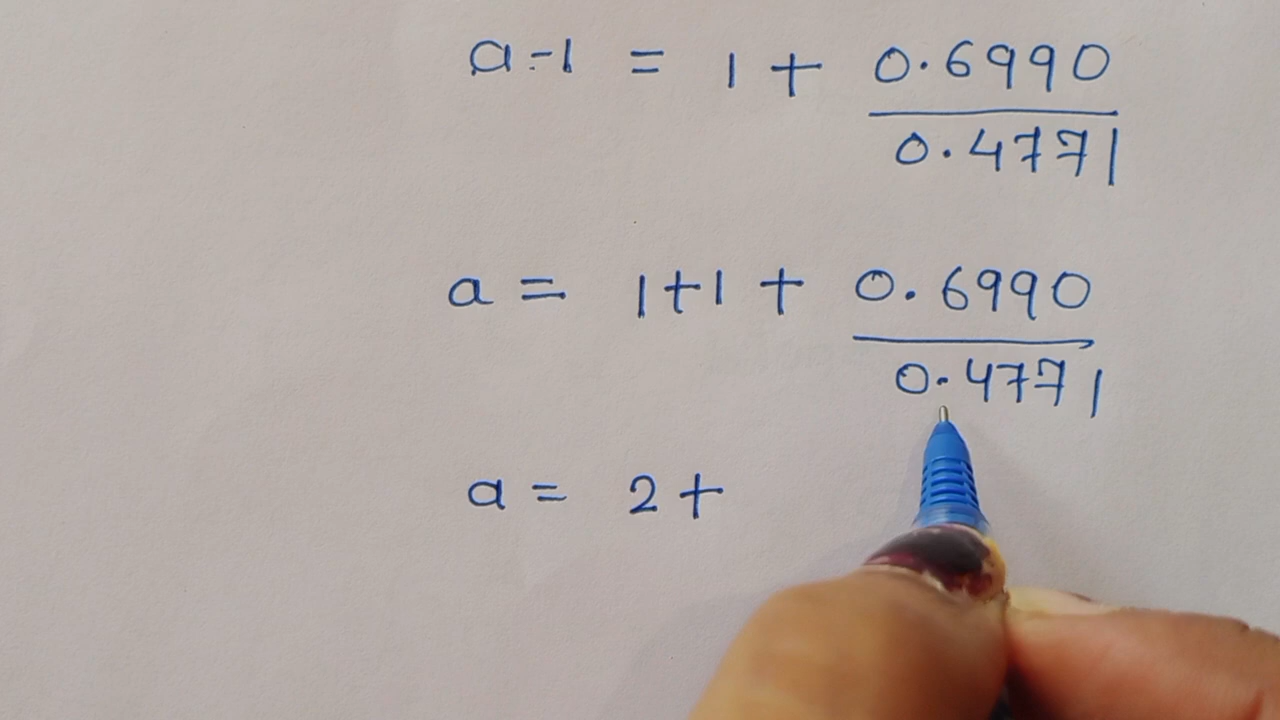 a-1 = 1 + 0.6990
0.4771
a = 1+1 + 0.6990
0.4771
a = 2+